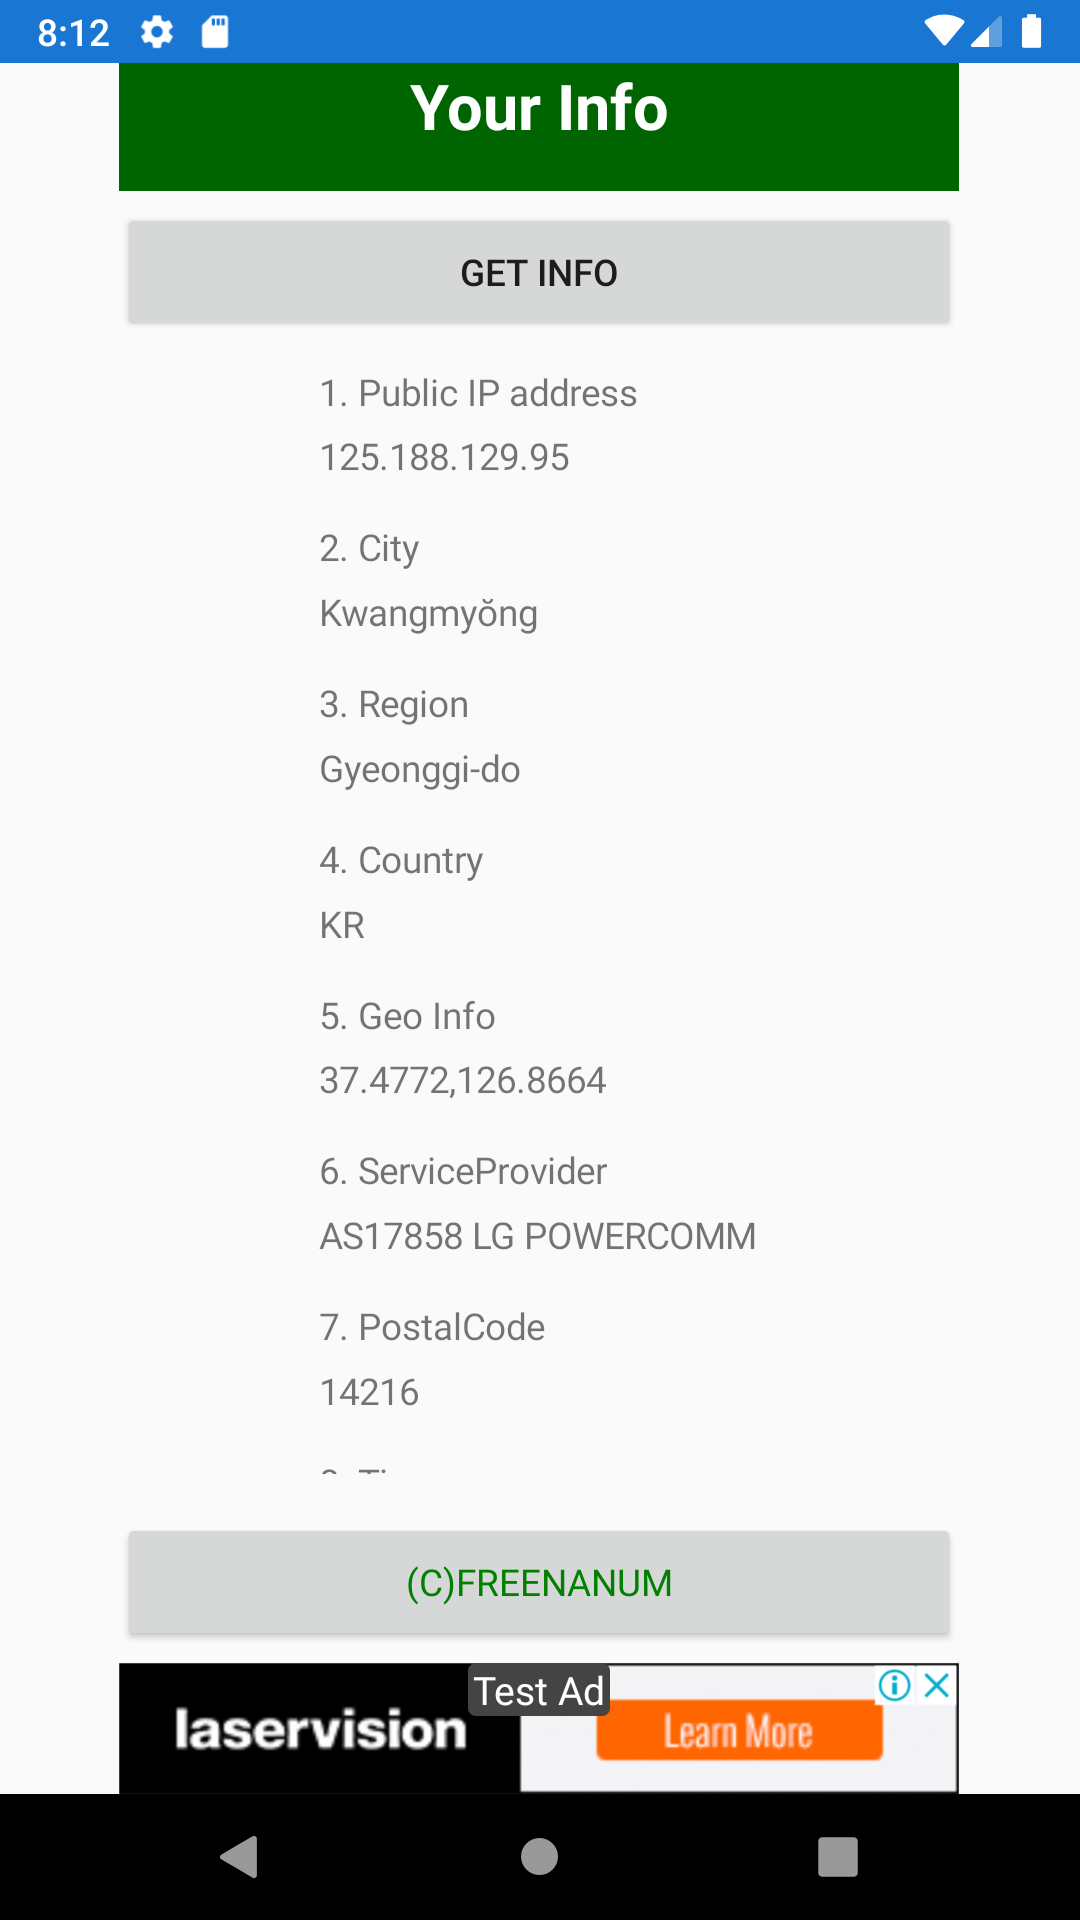 8:12
Your Info
GET INFO
1. Public IP address
125.188.129.95
2. City
Kwangmyŏng
3. Region
Gyeonggi-do
4. Country
KR
5. Geo Info
37.4772,126.8664
6. ServiceProvider
AS17858 LG POWERCOMM
7. PostalCode
14216
(C)FREENANUM
Test Ad
laservision
Learn More